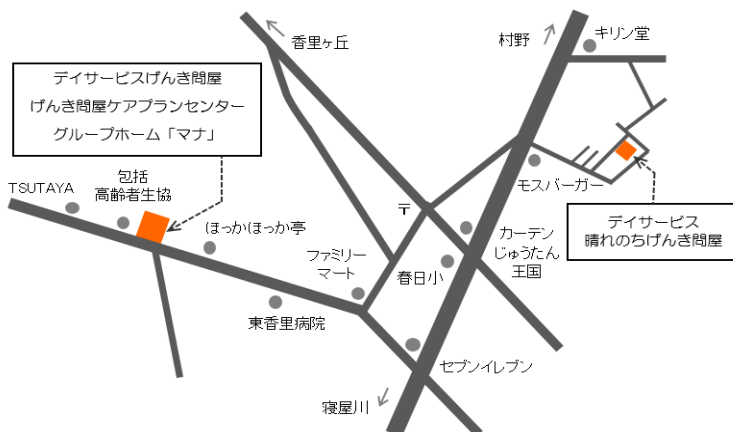 香里ヶ丘
村野
キリン堂
デイサービスげんき問屋
げんき問屋ケアプランセンター
グループホーム「マナ」
TSUTAYA
包括
高齢者生協
ほっかほっか亭
〒
モスバーガー
デイサービス
晴れのちげんき問屋
ファミリー
マート
春日小
カーテン
じゅうたん
王国
東香里病院
セブンイレブン
寝屋川